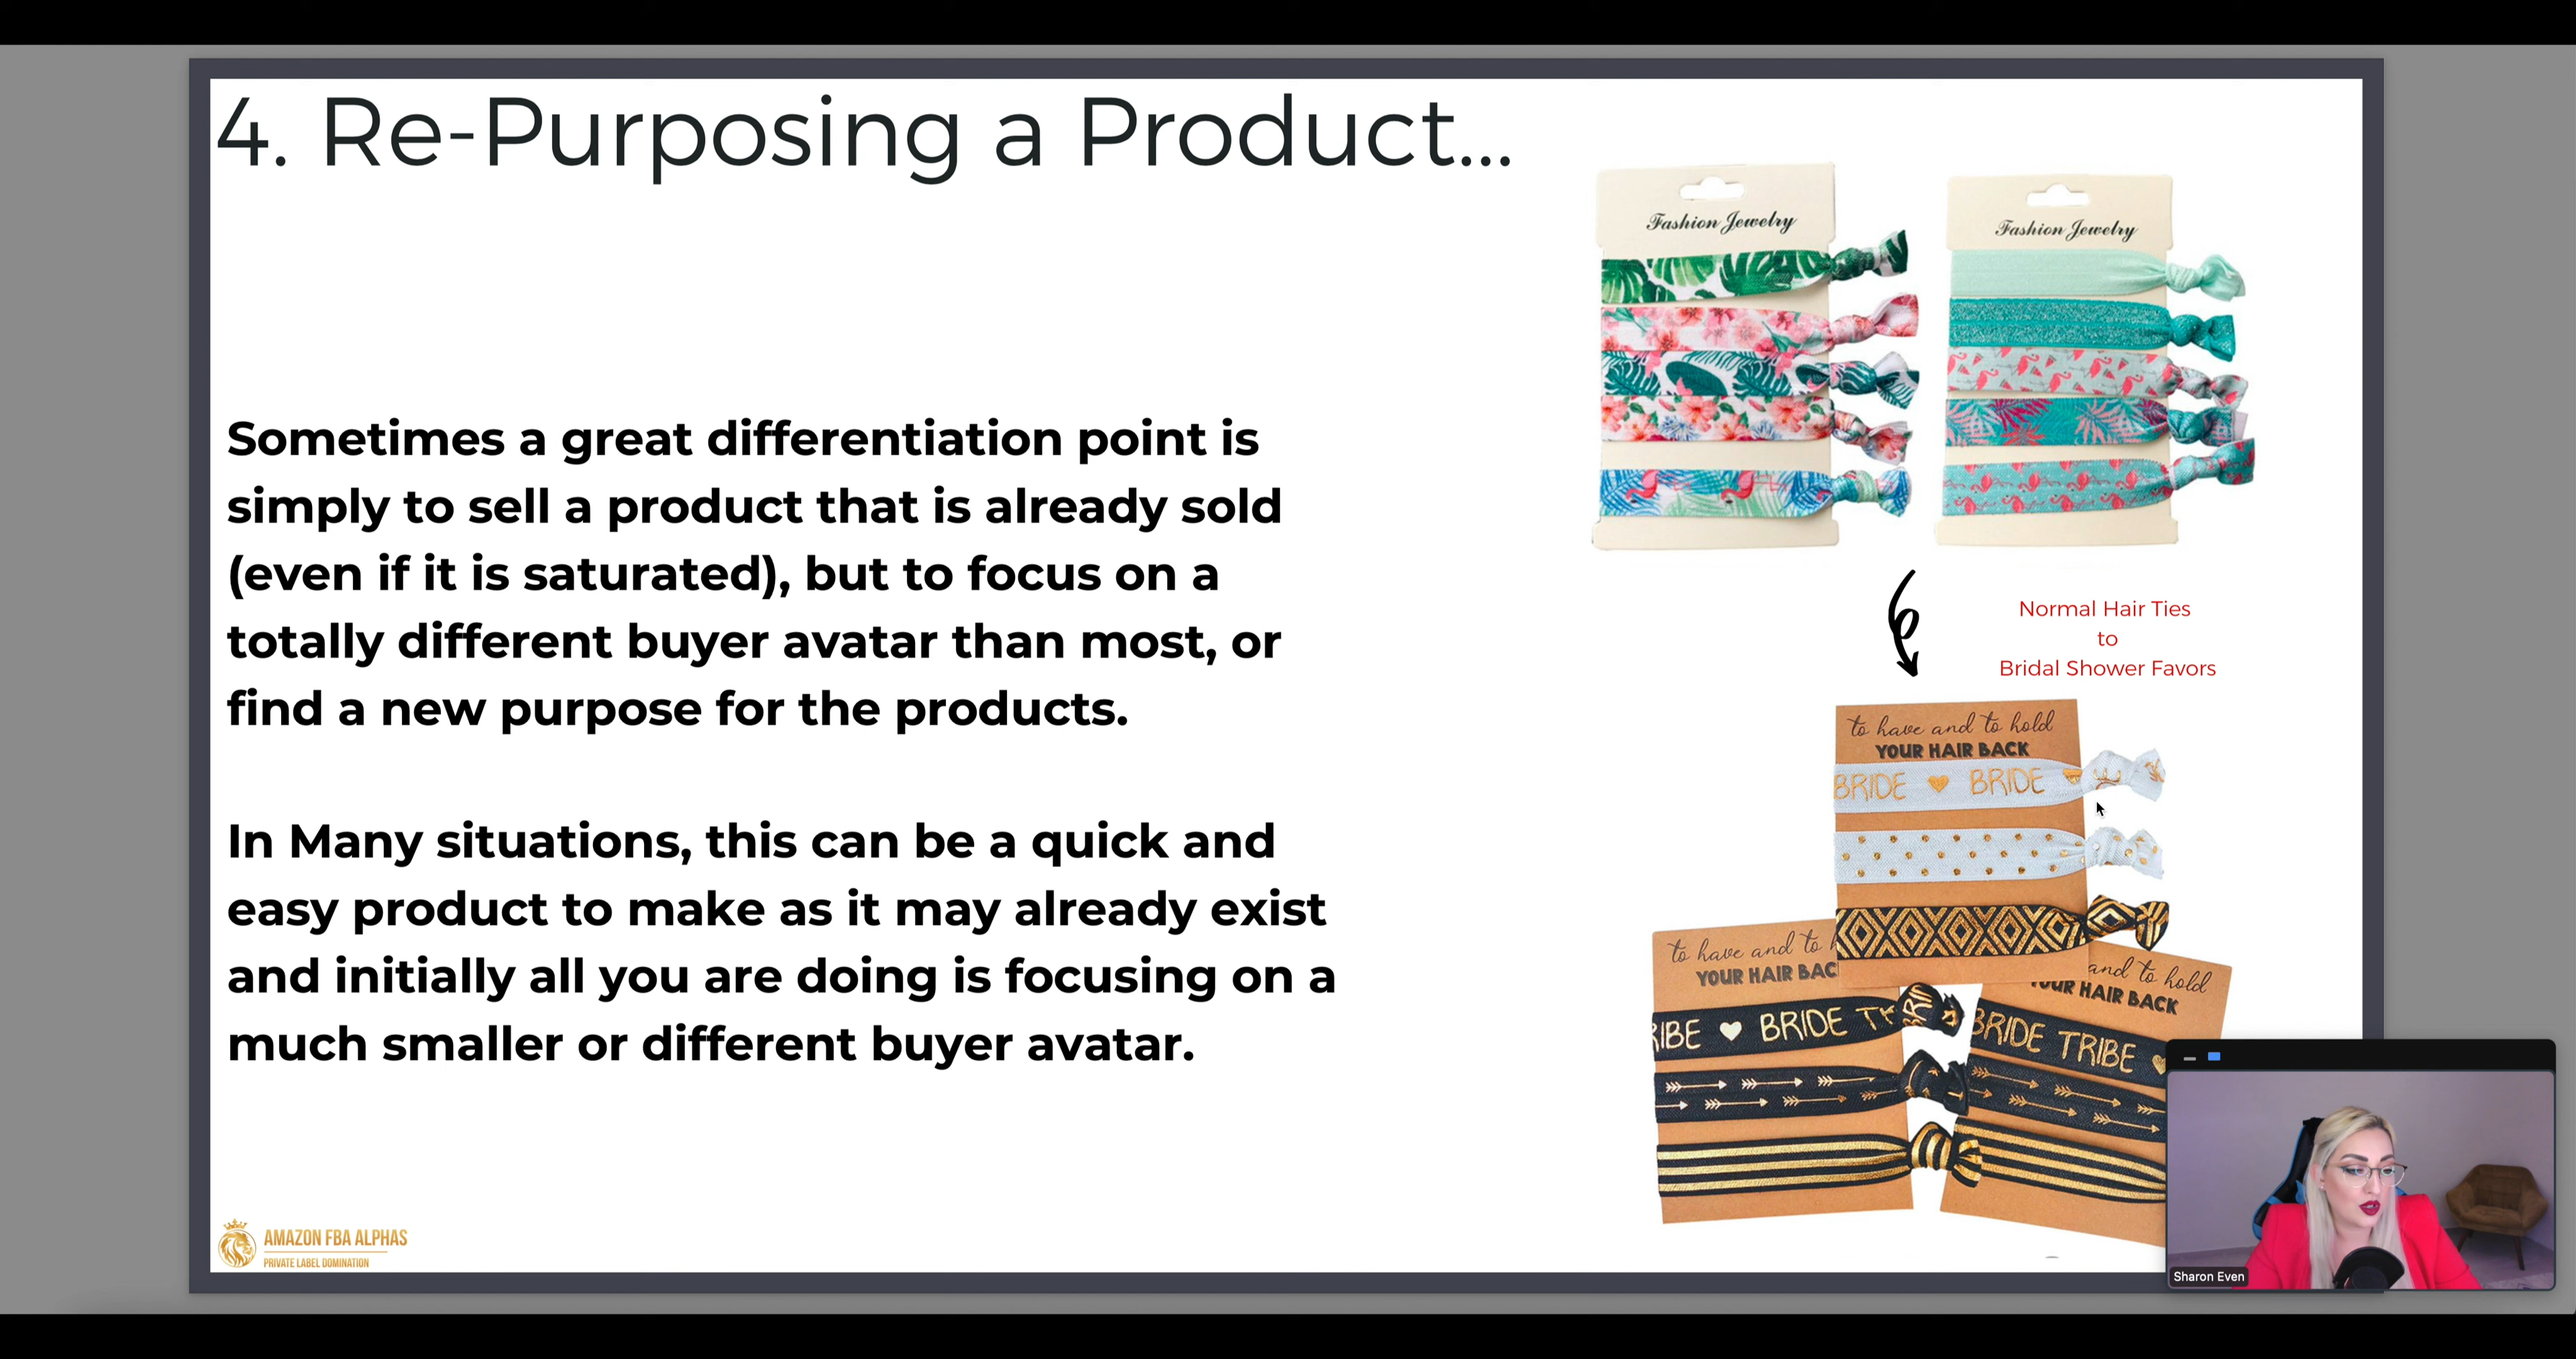 4. Re-Purposing a Product...
Sometimes a great differentiation point is
simply to sell a product that is already sold
(even if it is saturated), but to focus on a
totally different buyer avatar than most, or
find a new purpose for the products.
In Many situations, this can be a quick and
easy product to make as it may already exist
and initially all you are doing is focusing on a
much smaller or different buyer avatar.
Fashion Jewelry
Fashion Jewelry
Normal Hair Ties
to
Bridal Shower Favors
to have and to hold
YOUR HAIR BACK
BRIDE BRIDE
to have and to
YOUR HAIR BAC
RIBE BRIDE
and to hold
YOUR HAIR BACK
BRIDE TRIBE
AMAZON FBA ALPHAS
PRIVATE LABEL DOMINATION
Sharon Even